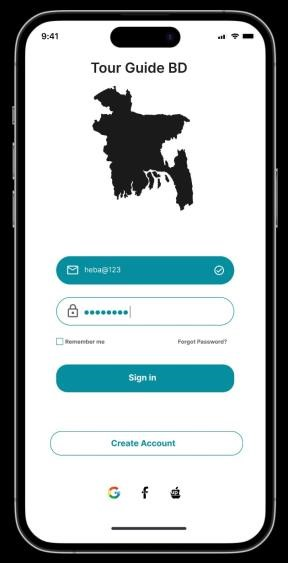 9:41
Tour Guide BD
heba@123
Remember me
Forgot Password?
Sign in
Create Account